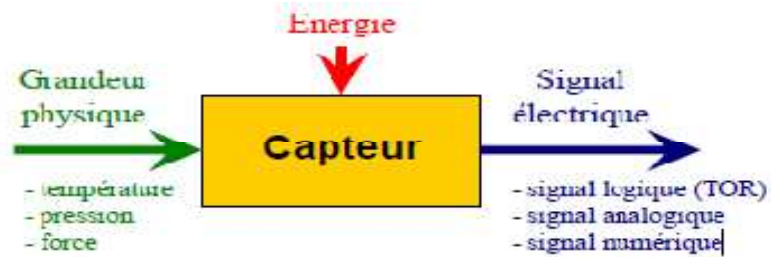 Energie
Grandeur
physique
Capteur
Signal
électrique
- température
- pression
- force
- signal logique (TOR)
- signal analogique
- signal numérique